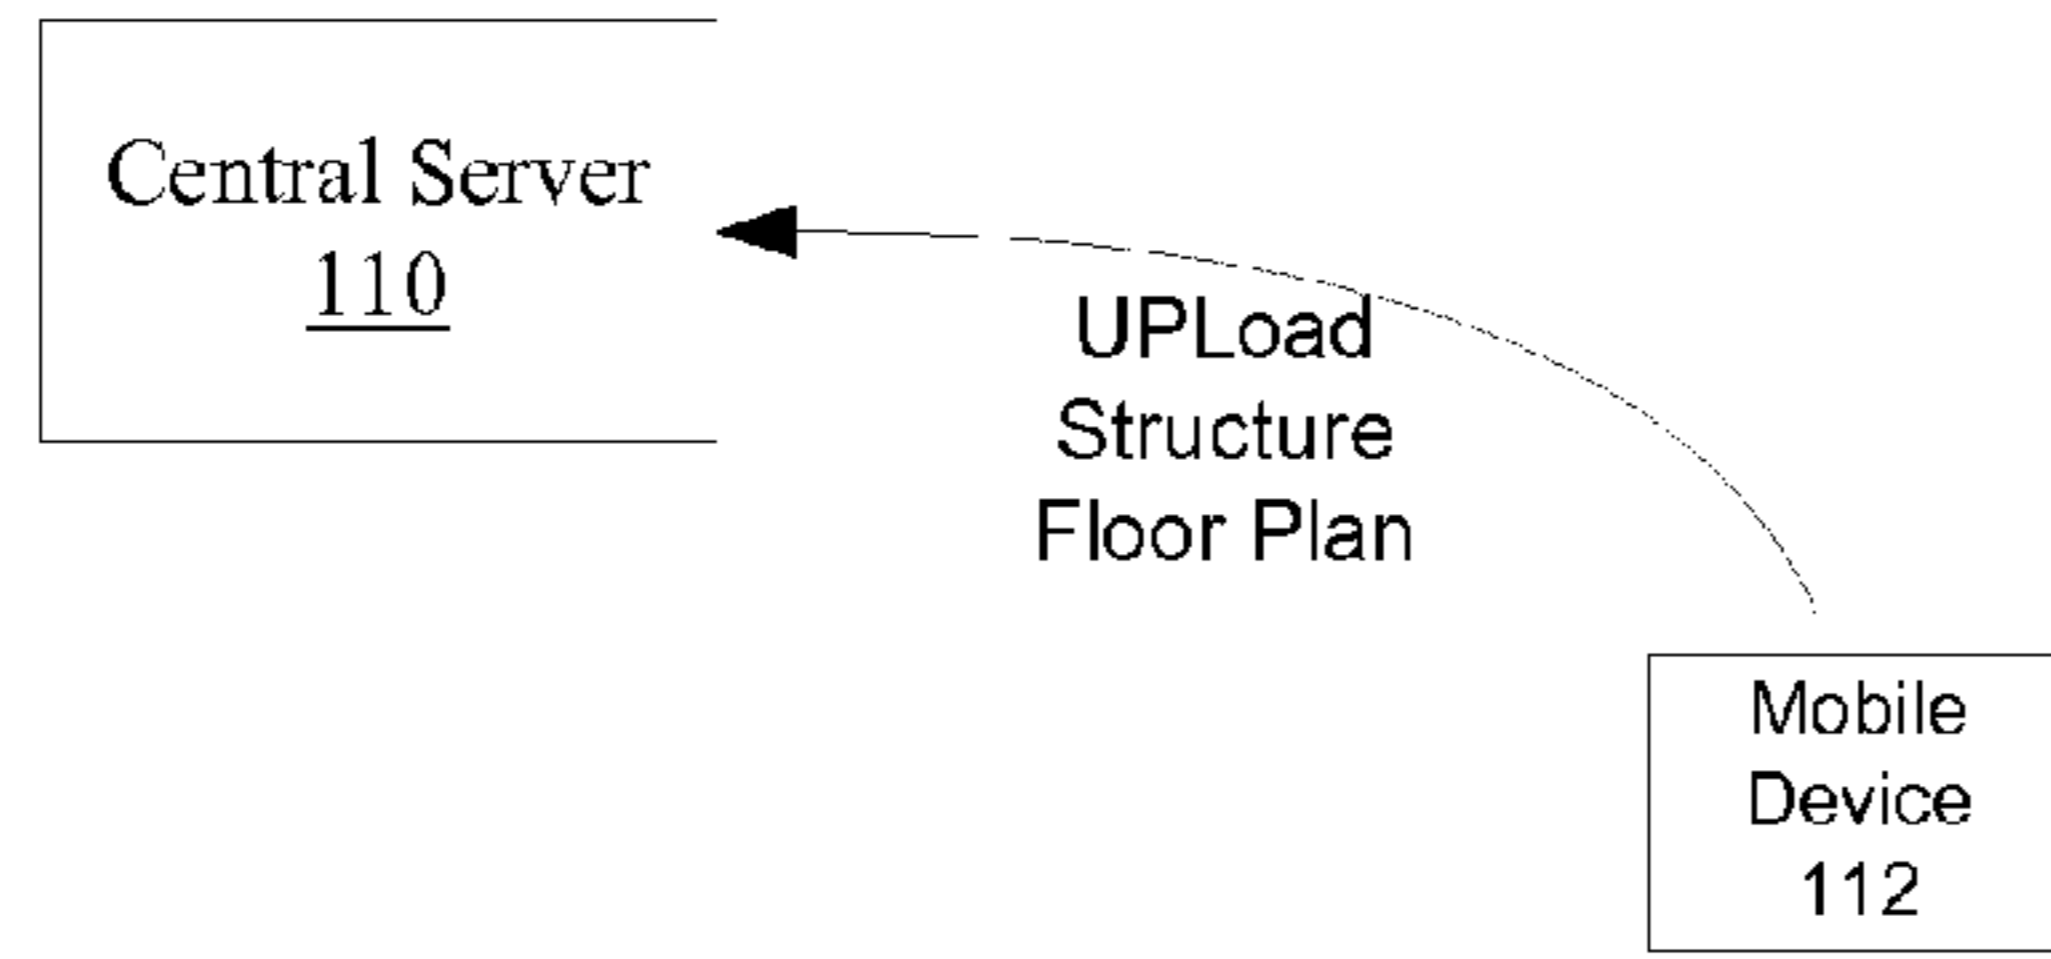 Central Server
110
UPLoad
Structure
Floor Plan
Mobile
Device
112